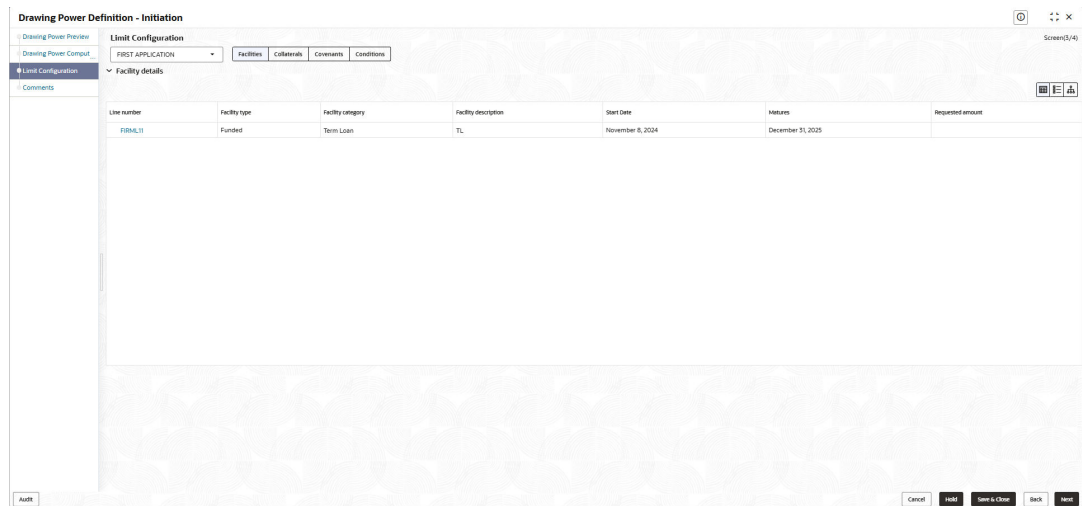 Drawing Power Definition - Initiation
Drawing Power Preview
Limit Configuration
Screen(3/4)
Drawing Power Comput ...
FIRST APPLICATION
Facilities Collaterals Covenants Conditions
Limit Configuration
Facility details
Comments
Line number Facility type Facility category Facility description Start Date Matures Requested amount
FIRML11 Funded Term Loan TL November 8, 2024 December 31, 2025
Audit Cancel Hold Save & Close Back Next